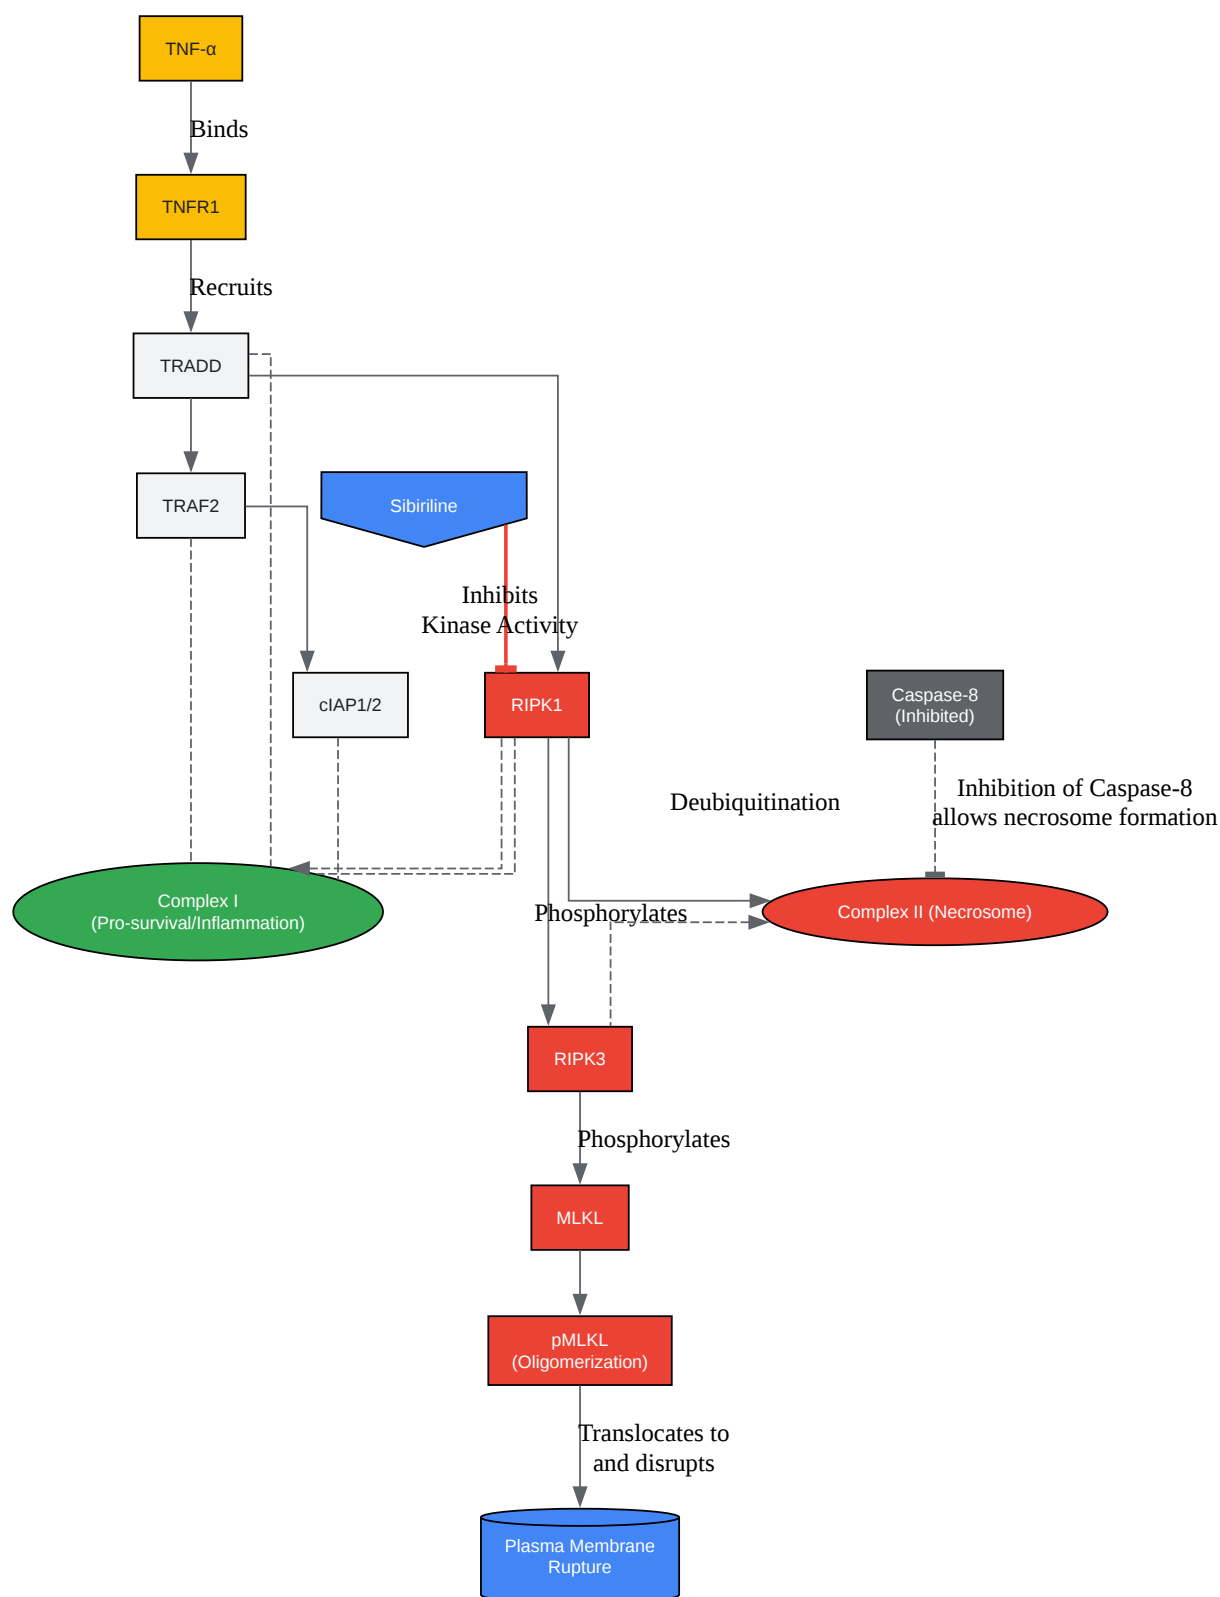 TNF-α
Binds
TNFR1
Recruits
TRADD
TRAF2
Sibiriline
Inhibits
Kinase Activity
cIAP1/2
RIPK1
Caspase-8
(Inhibited)
Deubiquitination
Inhibition of Caspase-8
allows necrosome formation
Complex I
(Pro-survival/Inflammation)
Phosphorylates
Complex II (Necrosome)
RIPK3
Phosphorylates
MLKL
pMLKL
(Oligomerization)
Translocates to
and disrupts
Plasma Membrane
Rupture